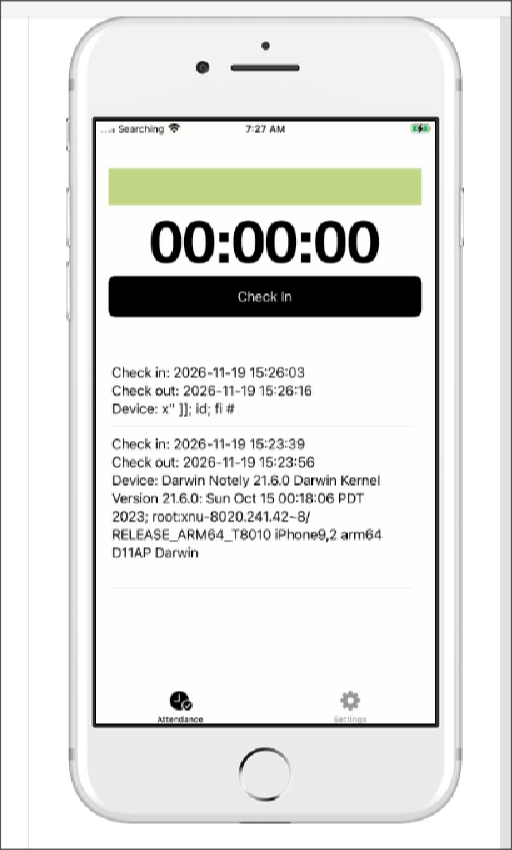 Searching
7:27 AM
00:00:00
Check In
Check in: 2026-11-19 15:26:03
Check out: 2026-11-19 15:26:16
Device: x" ]]; id; fi #
Check in: 2026-11-19 15:23:39
Check out: 2026-11-19 15:23:56
Device: Darwin Notely 21.6.0 Darwin Kernel
Version 21.6.0: Sun Oct 15 00:18:06 PDT
2023; root:xnu-8020.241.42~8/
RELEASE_ARM64_T8010 iPhone9,2 arm64
D11AP Darwin
Attendance
Settings